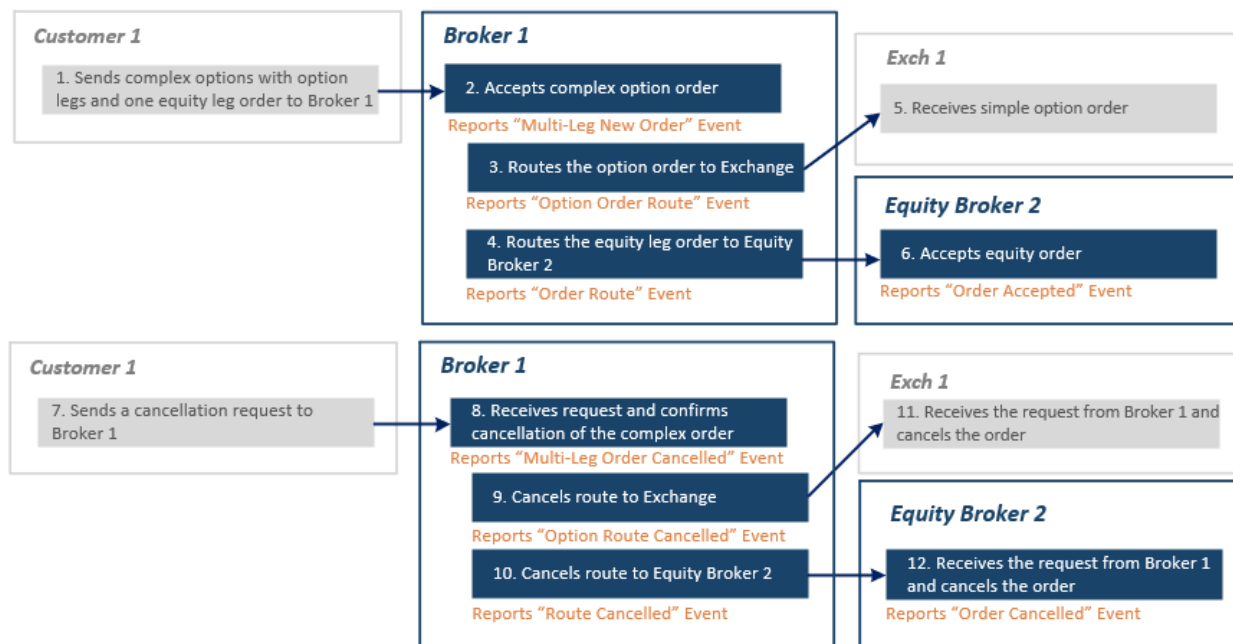 Customer 1
1. Sends complex options with option
legs and one equity leg order to Broker 1
Broker 1
2. Accepts complex option order
Reports “Multi-Leg New Order” Event
3. Routes the option order to Exchange
Reports “Option Order Route” Event
4. Routes the equity leg order to Equity
Broker 2
Reports “Order Route” Event
Exch 1
5. Receives simple option order
Equity Broker 2
6. Accepts equity order
Reports “Order Accepted” Event
Customer 1
7. Sends a cancellation request to
Broker 1
Broker 1
8. Receives request and confirms
cancellation of the complex order
Reports “Multi-Leg Order Cancelled” Event
9. Cancels route to Exchange
Reports “Option Route Cancelled” Event
10. Cancels route to Equity Broker 2
Reports “Route Cancelled” Event
Exch 1
11. Receives the request from Broker 1 and
cancels the order
Equity Broker 2
12. Receives the request from Broker 1
and cancels the order
Reports “Order Cancelled” Event